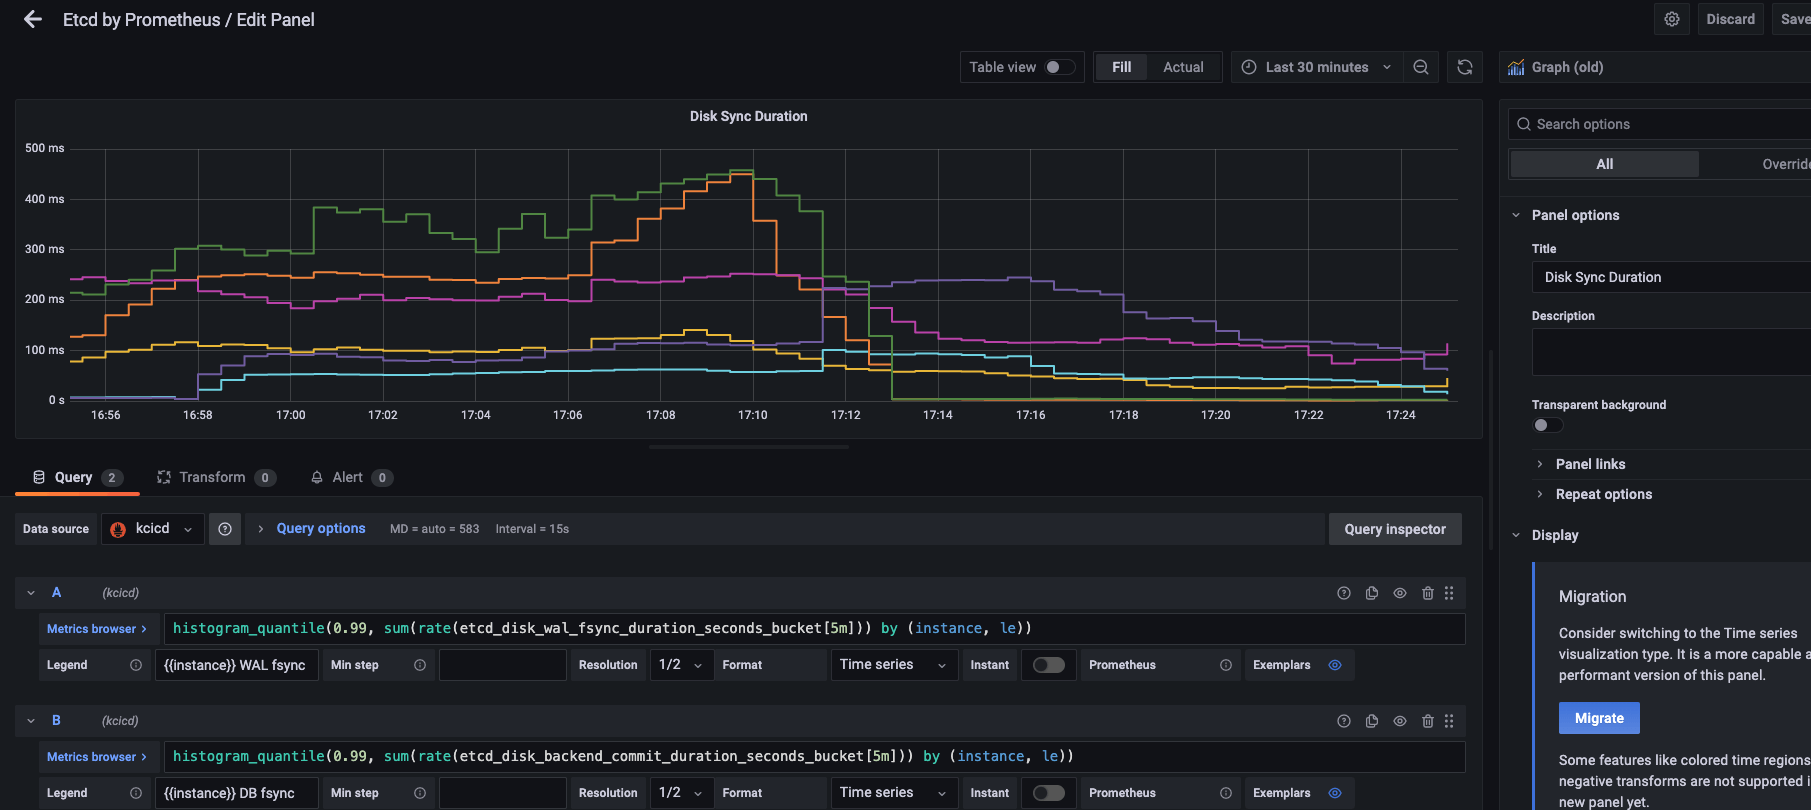 Etcd by Prometheus / Edit Panel
Discard
Save
Table view
Fill
Actual
Last 30 minutes
Graph (old)
Disk Sync Duration
500 ms
400 ms
300 ms
200 ms
100 ms
0 s
16:56
16:58
17:00
17:02
17:04
17:06
17:08
17:10
17:12
17:14
17:16
17:18
17:20
17:22
17:24
Search options
All
Override
Panel options
Title
Disk Sync Duration
Description
Transparent background
Panel links
Repeat options
Display
Migration
Consider switching to the Time series
visualization type. It is a more capable a
performant version of this panel.
Migrate
Some features like colored time regions
negative transforms are not supported i
new panel yet.
Query 2
Transform 0
Alert 0
Data source
kcicd
Query options
MD = auto = 583
Interval = 15s
Query inspector
A
(kcicd)
Metrics browser >
histogram_quantile(0.99, sum(rate(etcd_disk_wal_fsync_duration_seconds_bucket[5m])) by (instance, le))
Legend
{{instance}} WAL fsync
Min step
Resolution
1/2
Format
Time series
Instant
Prometheus
Exemplars
B
(kcicd)
Metrics browser >
histogram_quantile(0.99, sum(rate(etcd_disk_backend_commit_duration_seconds_bucket[5m])) by (instance, le))
Legend
{{instance}} DB fsync
Min step
Resolution
1/2
Format
Time series
Instant
Prometheus
Exemplars